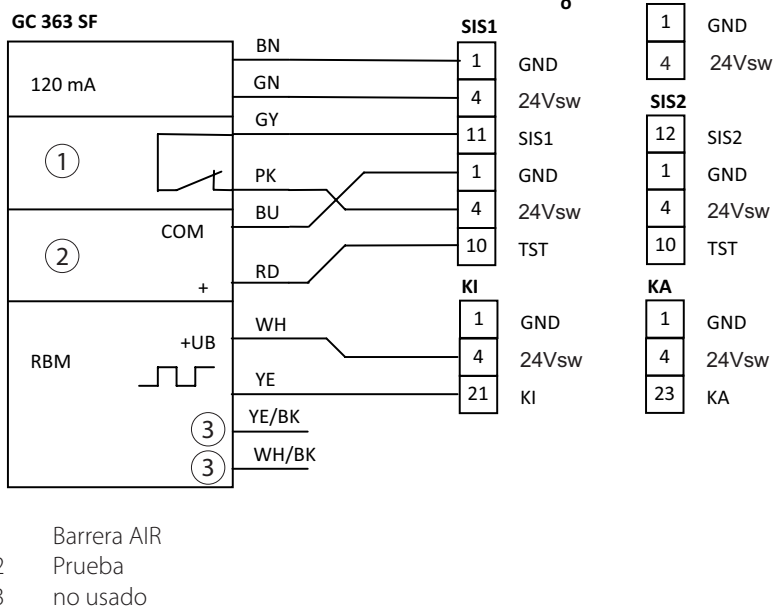 GC 363 SF
120 mA
1
2
COM
+
RBM
+UB
3
3
BN
GN
GY
PK
BU
RD
WH
YE
YE/BK
WH/BK
o
SIS1
1 GND
4 24Vsw
11 SIS1
1 GND
4 24Vsw
10 TST
KI
1 GND
4 24Vsw
21 KI
1 GND
4 24Vsw
SIS2
12 SIS2
1 GND
4 24Vsw
10 TST
KA
1 GND
4 24Vsw
23 KA
Barrera AIR
2 Prueba
3 no usado